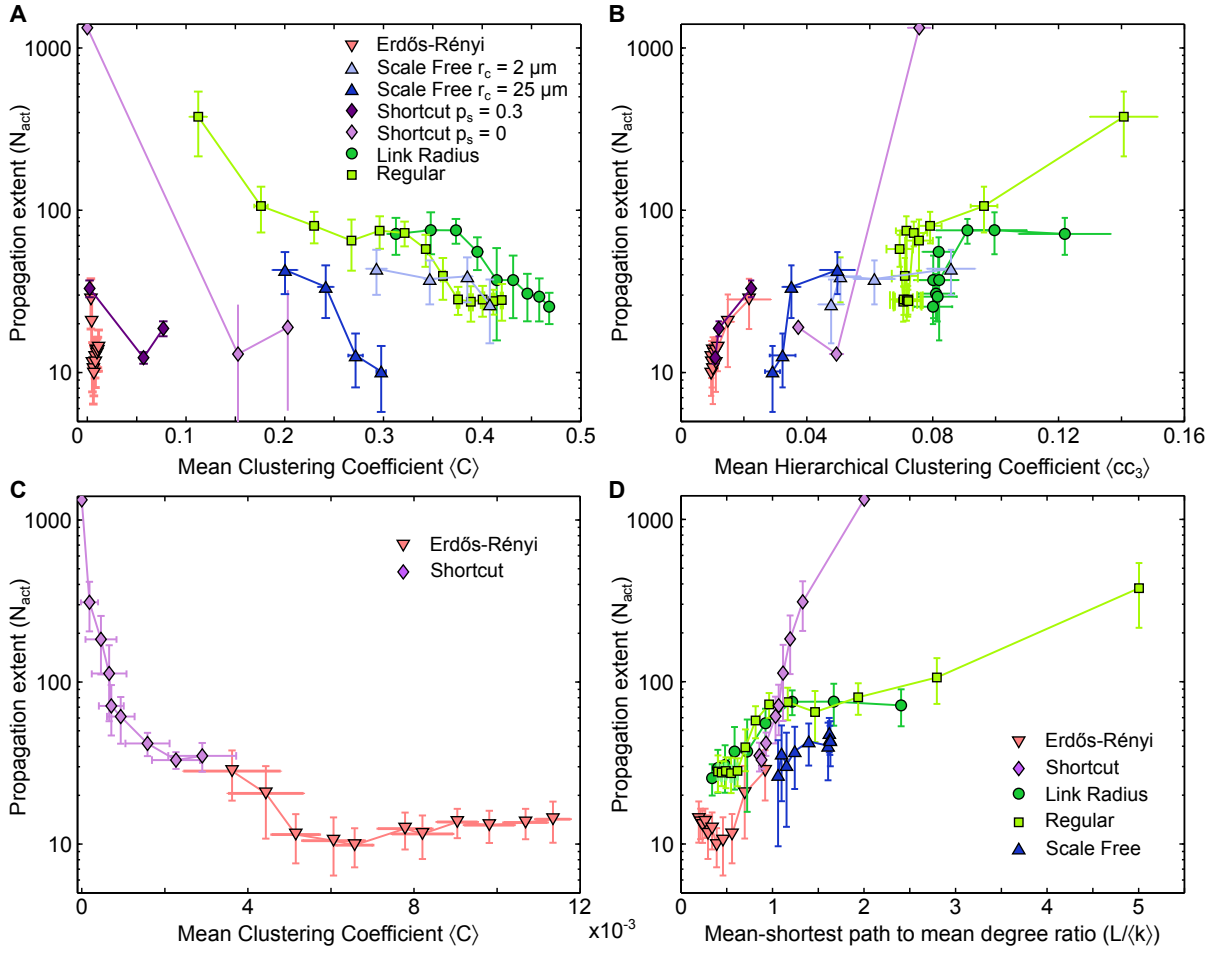 A
Propagation extent (N_act)
1000
100
10
0
0.1
0.2
0.3
0.4
0.5
Mean Clustering Coefficient ⟨C⟩
Erdős-Rényi
Scale Free r_c = 2 μm
Scale Free r_c = 25 μm
Shortcut p_s = 0.3
Shortcut p_s = 0
Link Radius
Regular
B
Propagation extent (N_act)
1000
100
10
0
0.04
0.08
0.12
0.16
Mean Hierarchical Clustering Coefficient ⟨cc_3⟩
C
Propagation extent (N_act)
1000
100
10
0
4
8
12
x10^-3
Mean Clustering Coefficient ⟨C⟩
Erdős-Rényi
Shortcut
D
Propagation extent (N_act)
1000
100
10
0
1
2
3
4
5
Mean-shortest path to mean degree ratio (L/⟨k⟩)
Erdős-Rényi
Shortcut
Link Radius
Regular
Scale Free